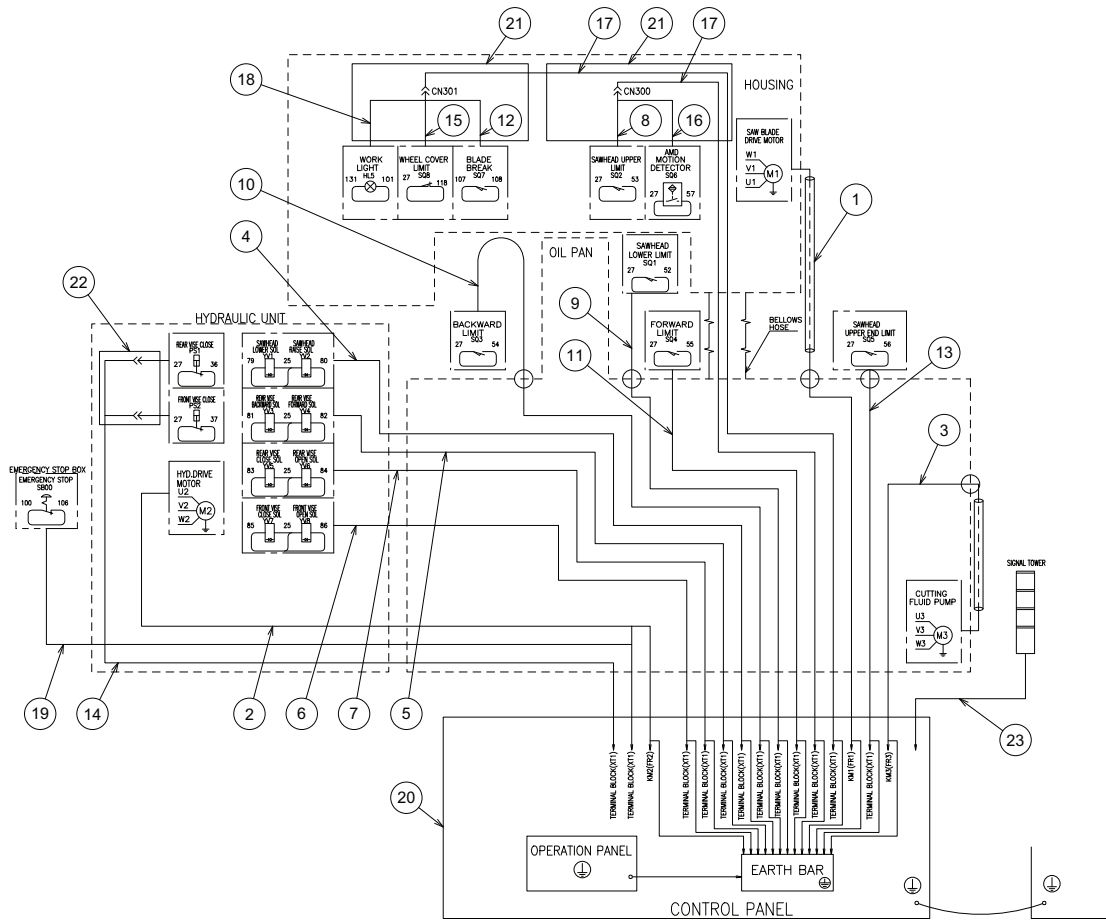 21
17
21
17
18
CN301
CN300
HOUSING
15
12
8
16
SAW BLADE
DRIVE MOTOR
W1
V1
U1
M1
WORK
LIGHT
HL5
131 101
WHEEL COVER
LIMIT
SQ8
27 118
BLADE
BREAK
SQ7
107 108
SAWHEAD UPPER
LIMIT
SQ2
27 53
AMD
MOTION
DETECTOR
SQ6
27 57
10
1
4
OIL PAN
SAWHEAD
LOWER LIMIT
SQ1
27 52
22
9
HYDRAULIC UNIT
BACKWARD
LIMIT
SQ3
27 54
FORWARD
LIMIT
SQ4
27 55
BELLOWS
HOSE
SAWHEAD
UPPER END LIMIT
SQ5
27 56
11
13
REAR VISE CLOSE
PS1
27 36
SAWHEAD
LOWER SOL
YV1
SAWHEAD
RAISE SOL
YV2
79 25 80
FRONT VISE CLOSE
PS2
27 37
REAR VISE
BACKWARD SOL
YV3
REAR VISE
FORWARD SOL
YV4
81 25 82
3
EMERGENCY STOP BOX
EMERGENCY STOP
SB00
100 106
HYD.DRIVE
MOTOR
U2
V2
W2
M2
REAR VISE
CLOSE SOL
YV5
REAR VISE
OPEN SOL
YV6
83 25 84
FRONT VISE
CLOSE SOL
YV7
FRONT VISE
OPEN SOL
YV8
85 25 86
SIGNAL TOWER
CUTTING
FLUID PUMP
U3
V3
W3
M3
19
14
2
6
7
5
23
20
TERMINAL BLOCK(XT1)
TERMINAL BLOCK(XT1)
KM2(FR2)
TERMINAL BLOCK(XT1)
TERMINAL BLOCK(XT1)
TERMINAL BLOCK(XT1)
TERMINAL BLOCK(XT1)
TERMINAL BLOCK(XT1)
TERMINAL BLOCK(XT1)
TERMINAL BLOCK(XT1)
TERMINAL BLOCK(XT1)
TERMINAL BLOCK(XT1)
KM1(FR1)
TERMINAL BLOCK(XT1)
KM3(FR3)
OPERATION PANEL
EARTH BAR
CONTROL PANEL